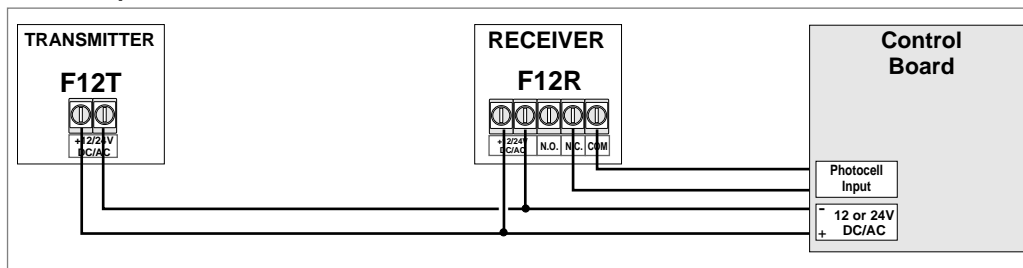 TRANSMITTER
F12T
+12/24V
DC/AC
RECEIVER
F12R
+12/24V
DC/AC
N.O.
N.C.
COM
Control
Board
Photocell
Input
- 12 or 24V
+ DC/AC